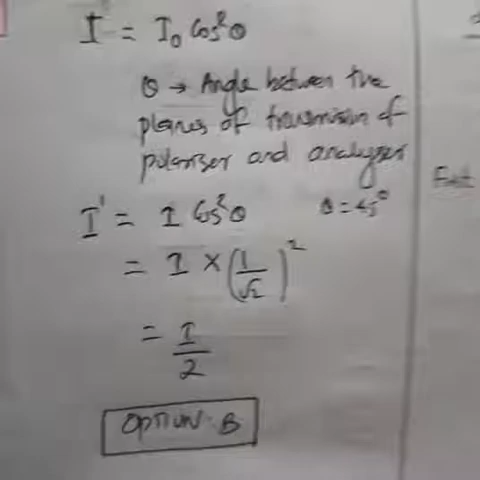 I = I₀ Cos²θ
θ → Angle between the
planes of transmission of
polariser and analyser
I' = I Cos²θ θ = 45°
= I × (1/√2)²
= I/2
OPTION B